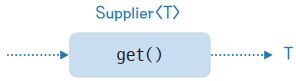 Supplier〈T〉
get()
T